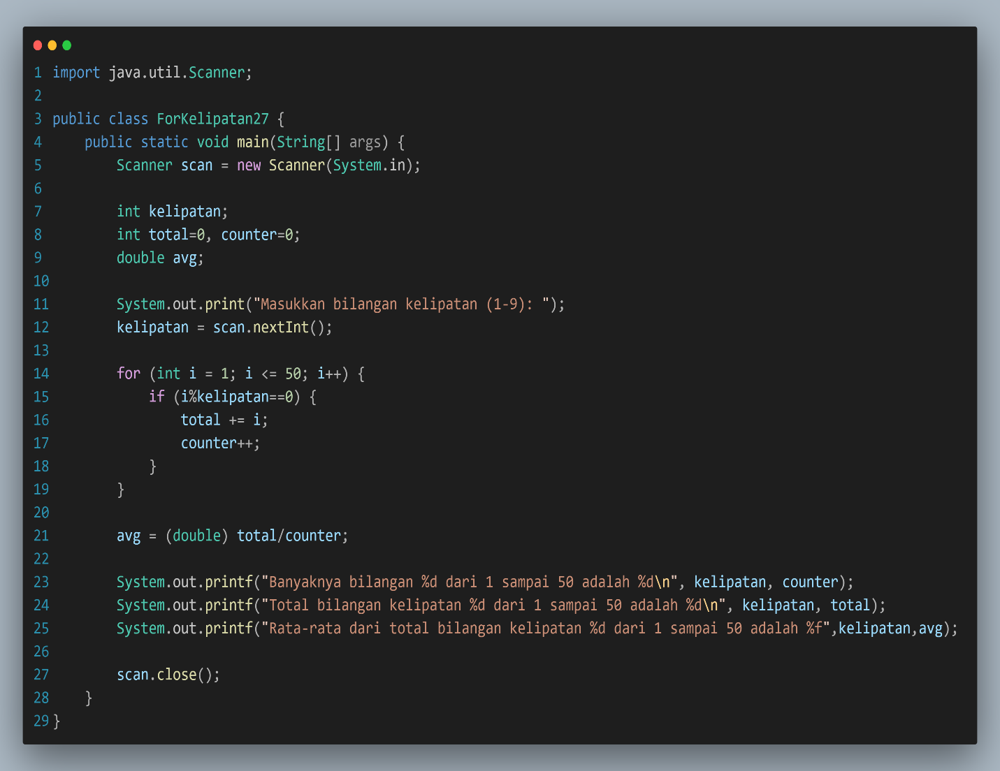 1 import java.util.Scanner;
2
3 public class ForKelipatan27 {
4     public static void main(String[] args) {
5         Scanner scan = new Scanner(System.in);
6
7         int kelipatan;
8         int total=0, counter=0;
9         double avg;
10
11         System.out.print("Masukkan bilangan kelipatan (1-9): ");
12         kelipatan = scan.nextInt();
13
14         for (int i = 1; i <= 50; i++) {
15             if (i%kelipatan==0) {
16                 total += i;
17                 counter++;
18             }
19         }
20
21         avg = (double) total/counter;
22
23         System.out.printf("Banyaknya bilangan %d dari 1 sampai 50 adalah %d\n", kelipatan, counter);
24         System.out.printf("Total bilangan kelipatan %d dari 1 sampai 50 adalah %d\n", kelipatan, total);
25         System.out.printf("Rata-rata dari total bilangan kelipatan %d dari 1 sampai 50 adalah %f",kelipatan,avg);
26
27         scan.close();
28     }
29 }